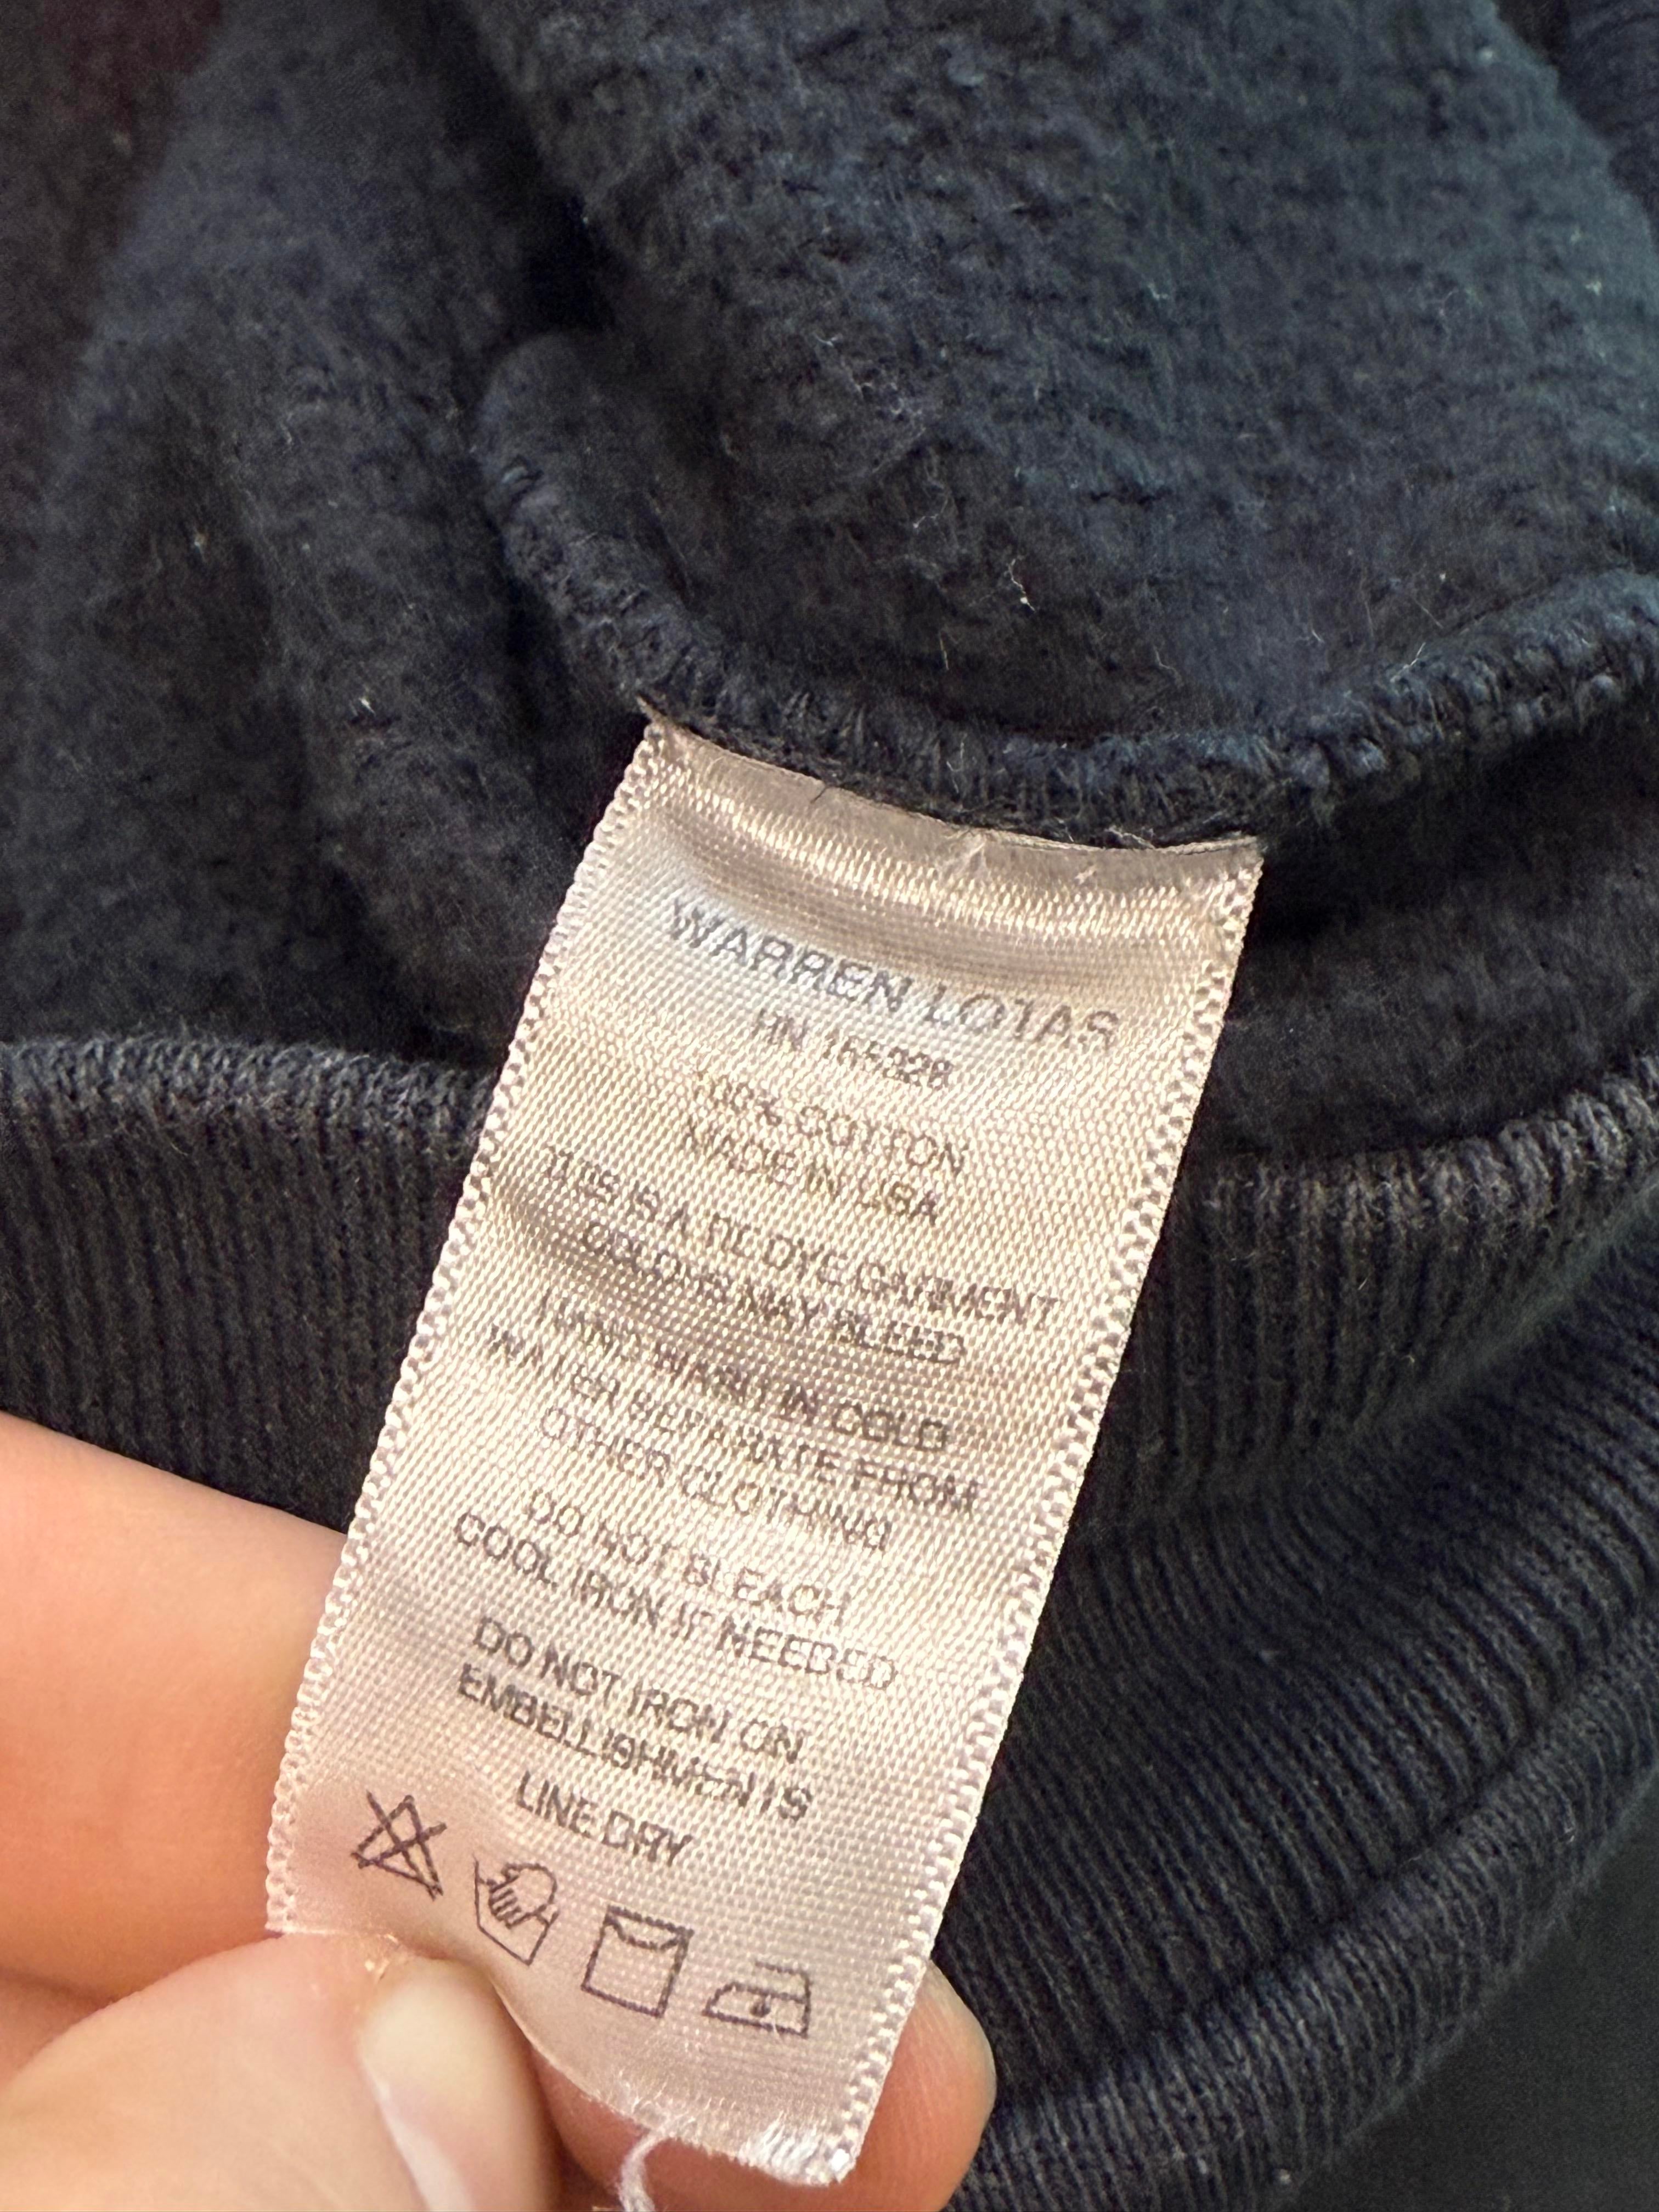 WARREN LOTAS
RN
100% COTTON
MADE IN USA
THIS IS A RE DYE GARMENT
COLORS MAY BLEED
HAND WASH IN COLD
WATER SEPARATE FROM
OTHER CLOTHING
DO NOT BLEACH
COOL IRON IF NEEDED
DO NOT IRON ON
EMBELLISHMENTS
LINE DRY